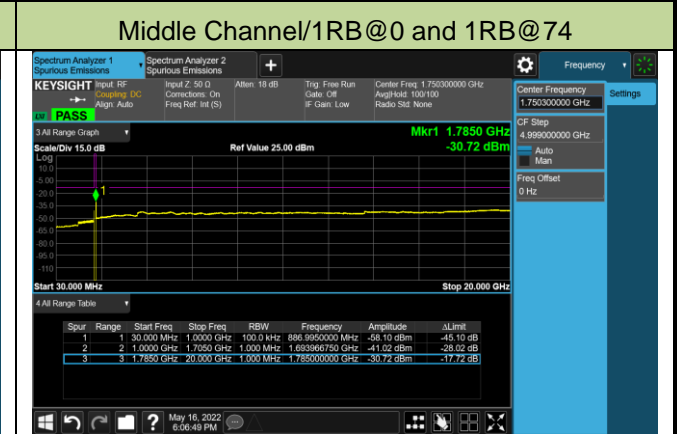 Middle Channel/1RB@0 and 1RB@74
Spectrum Analyzer 1
Spurious Emissions
Spectrum Analyzer 2
Spurious Emissions
+
Frequency
KEYSIGHT
Input: RF
Coupling: DC
Align: Auto
Input Z: 50 Ω
Corrections: On
Freq Ref: Int (S)
Atten: 18 dB
Trig: Free Run
Gate: Off
IF Gain: Low
Center Freq: 1.750300000 GHz
Avg|Hold: 100/100
Radio Std: None
PASS
Center Frequency
1.750300000 GHz
Settings
CF Step
4.999000000 GHz
Auto
Man
Freq Offset
0 Hz
3 All Range Graph
Mkr1 1.7850 GHz
Scale/Div 15.0 dB
Ref Value 25.00 dBm
-30.72 dBm
Log
10.0
-5.00
-20.0
1
-35.0
-50.0
-65.0
-80.0
-95.0
-110
Start 30.000 MHz
Stop 20.000 GHz
4 All Range Table
Spur Range Start Freq Stop Freq RBW Frequency Amplitude ΔLimit
1 1 30.000 MHz 1.0000 GHz 100.0 kHz 886.9950000 MHz -58.10 dBm -45.10 dB
2 2 1.0000 GHz 1.7050 GHz 1.000 MHz 1.693966750 GHz -41.02 dBm -28.02 dB
3 3 1.7850 GHz 20.000 GHz 1.000 MHz 1.785000000 GHz -30.72 dBm -17.72 dB
?
May 16, 2022
6:06:49 PM